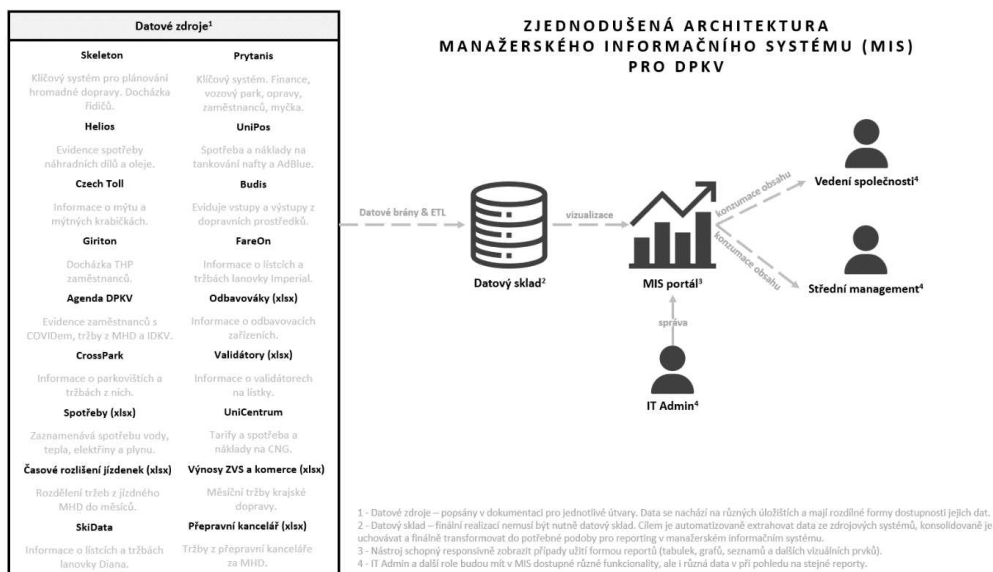 Datové zdroje¹
Skeleton
Klíčový systém pro plánování
hromadné dopravy. Docházka
řidičů.
Prytanis
Klíčový systém. Finance,
vozový park, opravy,
zaměstnanců, myčka.
Helios
Evidence spotřeby
náhradních dílů a oleje.
UniPos
Spotřeba a náklady na
tankování nafty a AdBlue.
Czech Toll
Informace o mýtu a
mýtných krabičkách.
Budis
Eviduje vstupy a výstupy z
dopravních prostředků.
Giriton
Docházka THP
zaměstnanců.
FareOn
Informace o lístcích a
tržbách lanovky Imperial.
Agenda DPKV
Evidence zaměstnanců s
COVIDem, tržby z MHD a IDKV.
Odbavováky (xlsx)
Informace o odbavovacích
zařízeních.
CrossPark
Informace o parkovištích a
tržbách z nich.
Validátory (xlsx)
Informace o validátorech
na lístky.
Spotřeby (xlsx)
Zaznamenává spotřebu vody,
tepla, elektřiny a plynu.
UniCentrum
Tarify a spotřeba a
náklady na CNG.
Časové rozlišení jízdenek (xlsx)
Rozdělení tržeb z jízdného
MHD do měsíců.
Výnosy ZVS a komerce (xlsx)
Měsíční tržby krajské
dopravy.
SkiData
Informace o lístcích a tržbách
lanovky Diana.
Přepravní kancelář (xlsx)
Tržby z přepravní kanceláře
za MHD.
ZJEDNODUŠENÁ ARCHITEKTURA
MANAŽERSKÉHO INFORMAČNÍHO SYSTÉMU (MIS)
PRO DPKV
Datové brány & ETL
Datový sklad²
vizualizace
MIS portál³
konzumace obsahu
Vedení společnosti⁴
konzumace obsahu
Střední management⁴
správa
IT Admin⁴
1 - Datové zdroje – popsány v dokumentaci pro jednotlivé útvary. Data se nachází na různých úložištích a mají rozdílné formy dostupnosti jejich dat.
2 - Datový sklad – finální realizací nemusí být nutně datový sklad. Cílem je automatizovaně extrahovat data ze zdrojových systémů, konsolidovaně je
uchovávat a finálně transformovat do potřebné podoby pro reporting v manažerském informačním systému.
3 - Nástroj schopný responsivně zobrazit případy užití formou reportů (tabulek, grafů, seznamů a dalších vizuálních prvků).
4 - IT Admin a další role budou mít v MIS dostupné různé funkcionality, ale i různá data v při pohledu na stejné reporty.